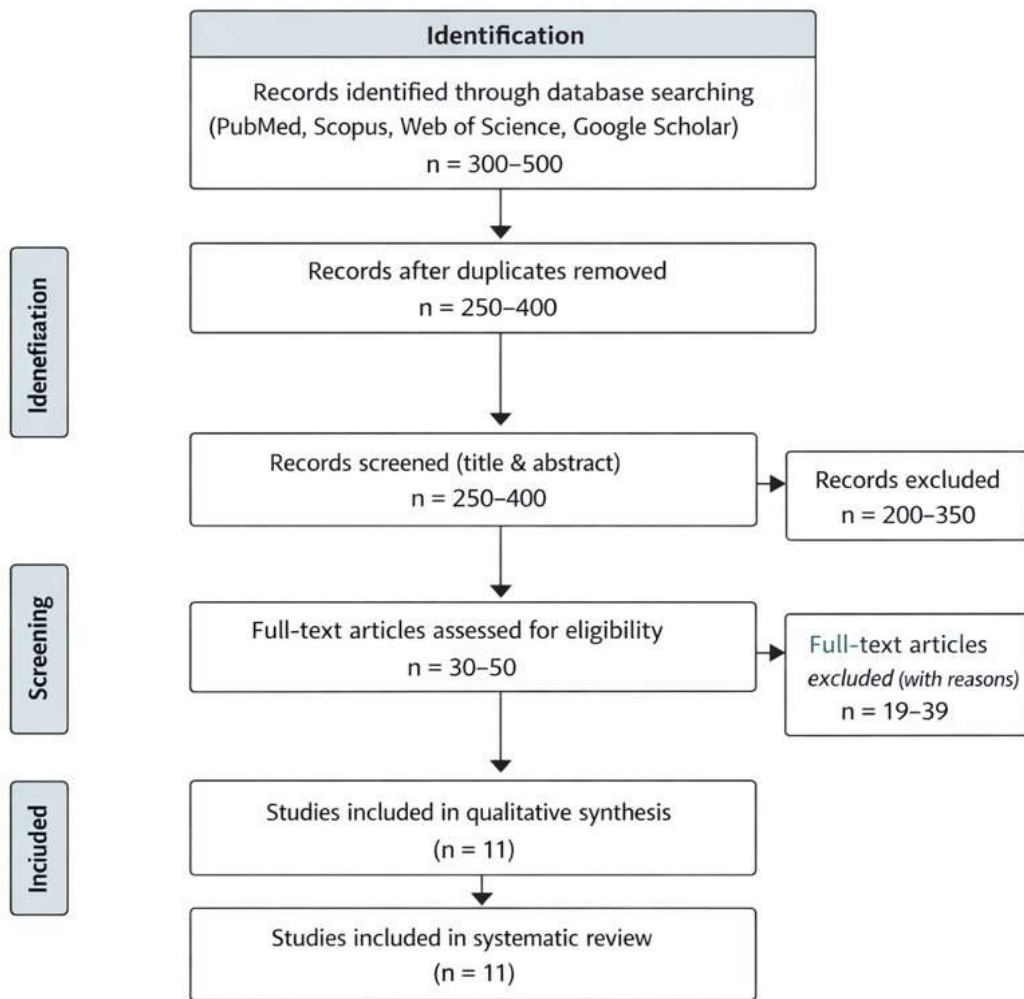 Identification
Records identified through database searching
(PubMed, Scopus, Web of Science, Google Scholar)
n = 300–500
Idenefization
Records after duplicates removed
n = 250–400
Records screened (title & abstract)
n = 250–400
Records excluded
n = 200–350
Screening
Full-text articles assessed for eligibility
n = 30–50
Full-text articles
excluded (with reasons)
n = 19–39
Inciuded
Studies included in qualitative synthesis
(n = 11)
Studies included in systematic review
(n = 11)